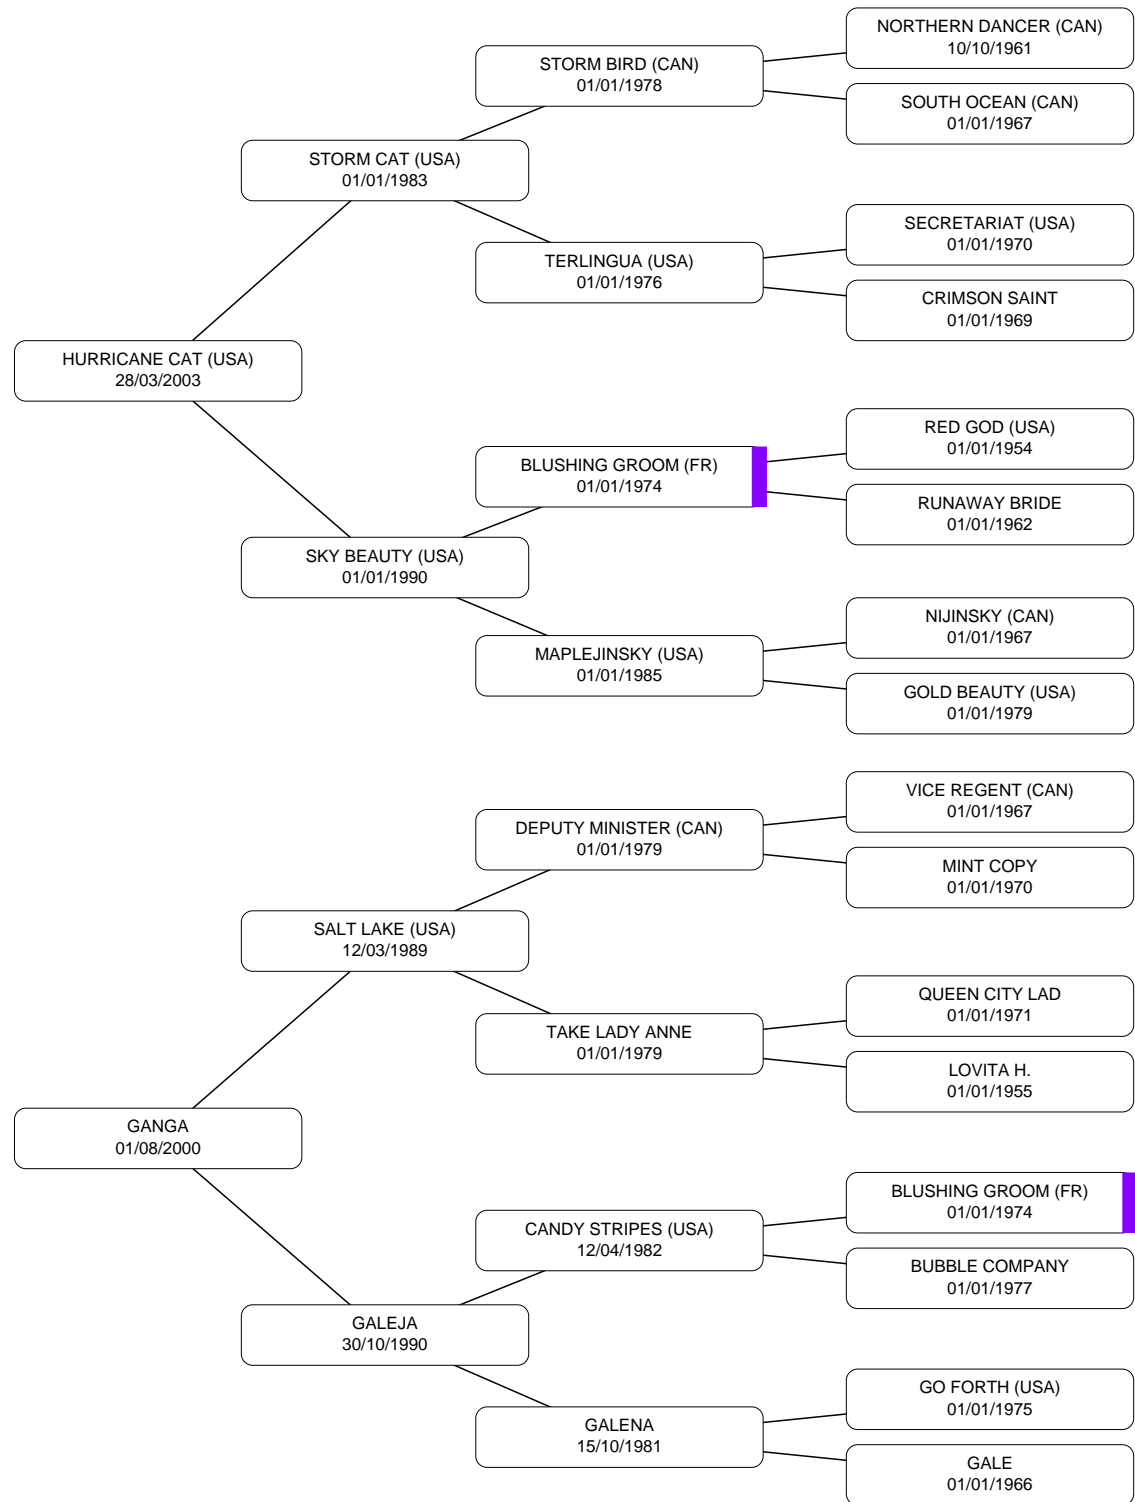 NORTHERN DANCER (CAN)
10/10/1961
STORM BIRD (CAN)
01/01/1978
SOUTH OCEAN (CAN)
01/01/1967
STORM CAT (USA)
01/01/1983
SECRETARIAT (USA)
01/01/1970
TERLINGUA (USA)
01/01/1976
CRIMSON SAINT
01/01/1969
HURRICANE CAT (USA)
28/03/2003
RED GOD (USA)
01/01/1954
BLUSHING GROOM (FR)
01/01/1974
RUNAWAY BRIDE
01/01/1962
SKY BEAUTY (USA)
01/01/1990
NIJINSKY (CAN)
01/01/1967
MAPLEJINSKY (USA)
01/01/1985
GOLD BEAUTY (USA)
01/01/1979
VICE REGENT (CAN)
01/01/1967
DEPUTY MINISTER (CAN)
01/01/1979
MINT COPY
01/01/1970
SALT LAKE (USA)
12/03/1989
QUEEN CITY LAD
01/01/1971
TAKE LADY ANNE
01/01/1979
LOVITA H.
01/01/1955
GANGA
01/08/2000
BLUSHING GROOM (FR)
01/01/1974
CANDY STRIPES (USA)
12/04/1982
BUBBLE COMPANY
01/01/1977
GALEJA
30/10/1990
GO FORTH (USA)
01/01/1975
GALENA
15/10/1981
GALE
01/01/1966